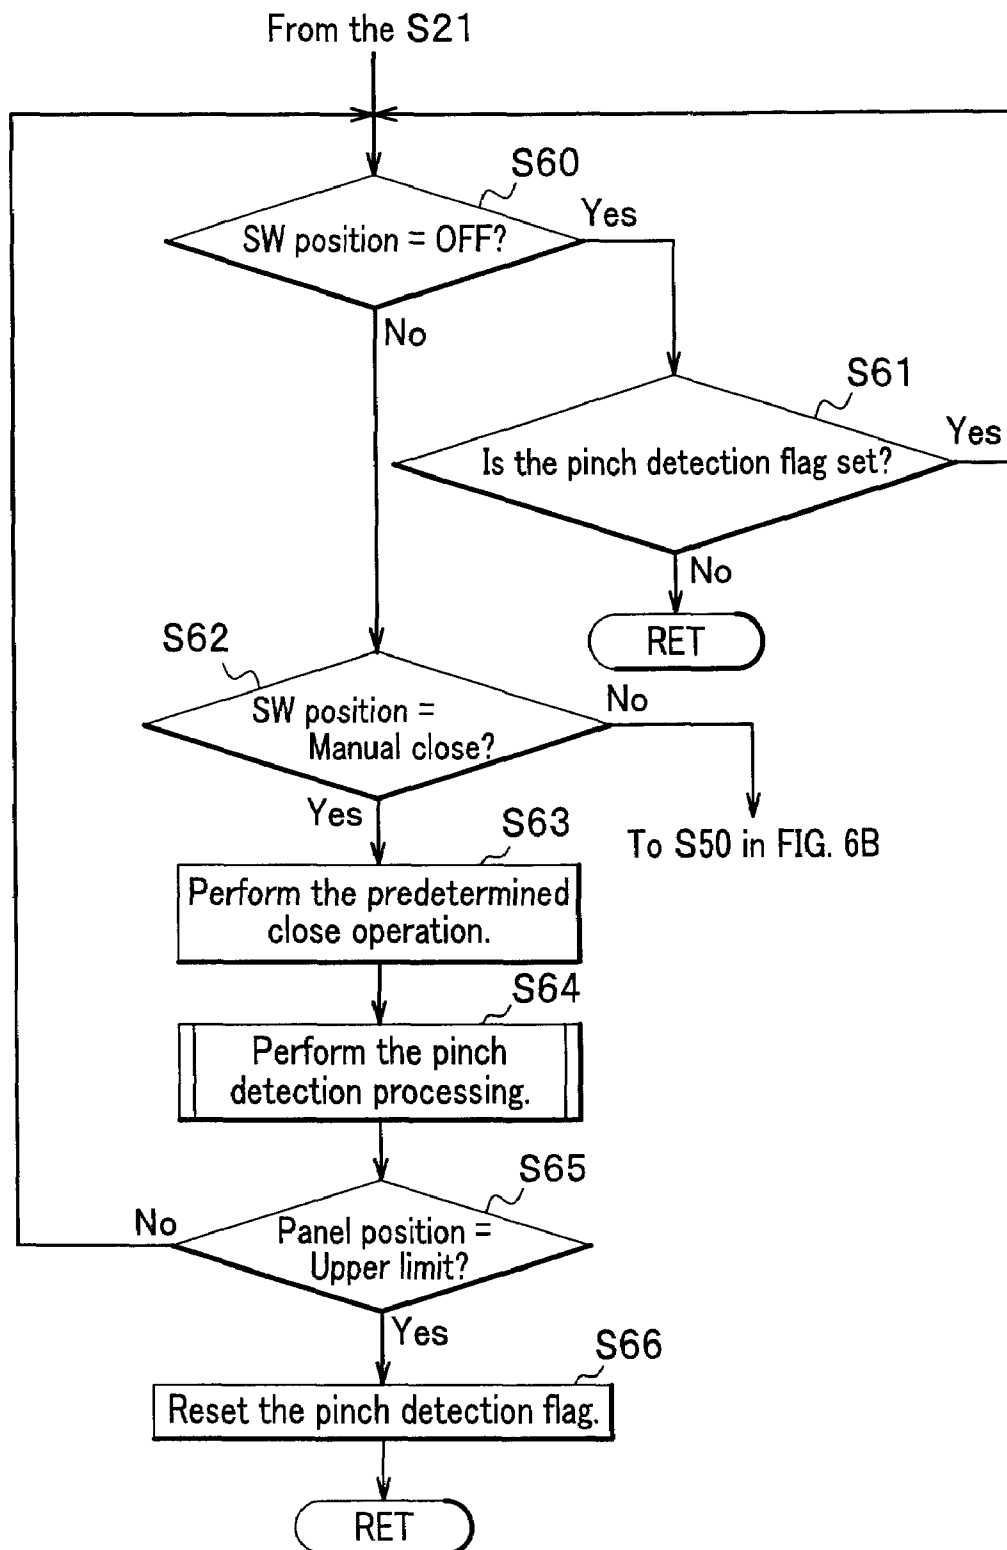 From the S21
S60
SW position = OFF?
Yes
No
S61
Is the pinch detection flag set?
Yes
No
RET
S62
SW position =
Manual close?
No
Yes
To S50 in FIG. 6B
S63
Perform the predetermined
close operation.
S64
Perform the pinch
detection processing.
S65
Panel position =
Upper limit?
No
Yes
S66
Reset the pinch detection flag.
RET